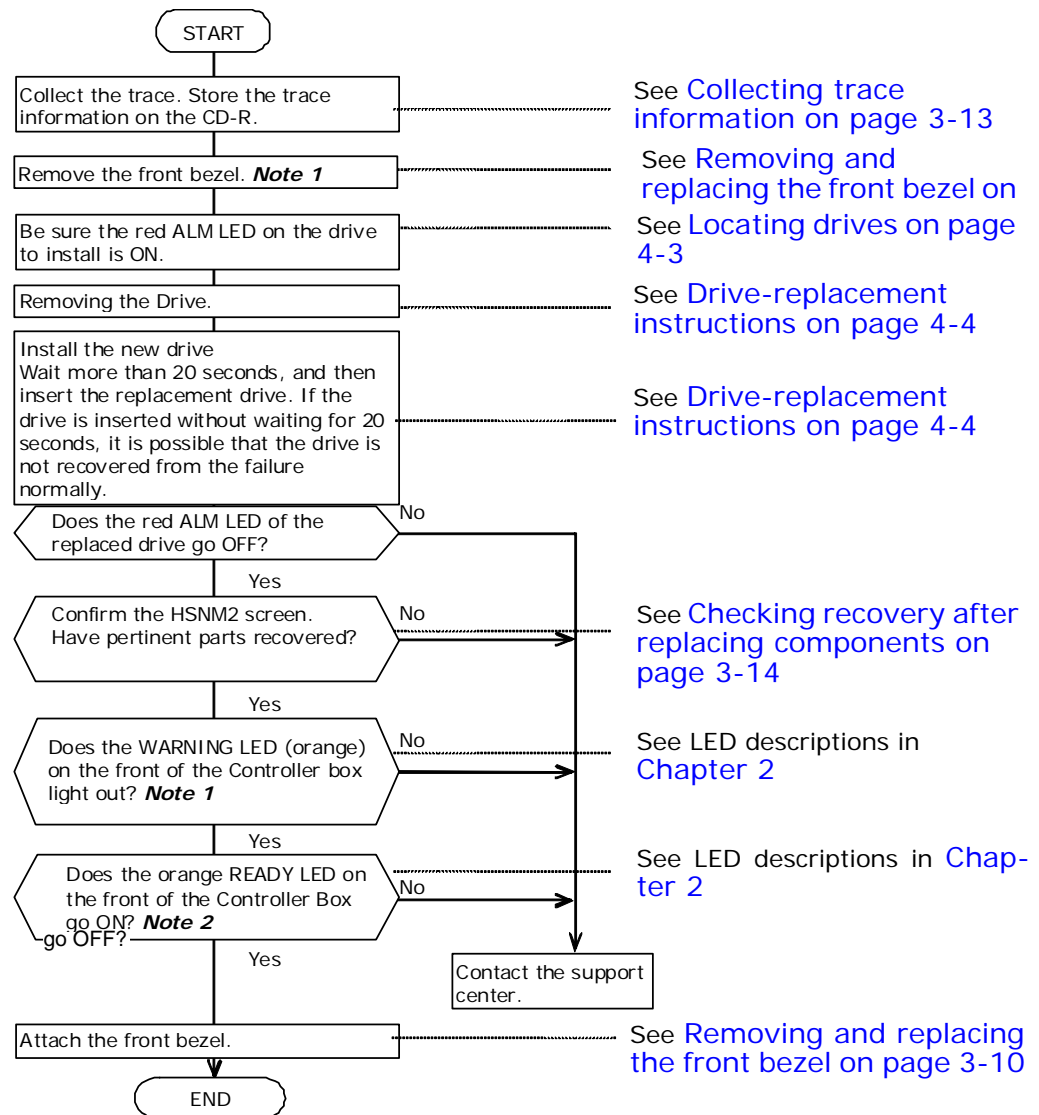 START
Collect the trace. Store the trace
information on the CD-R.
See Collecting trace
information on page 3-13
Remove the front bezel. Note 1
See Removing and
replacing the front bezel on
Be sure the red ALM LED on the drive
to install is ON.
See Locating drives on page
4-3
Removing the Drive.
See Drive-replacement
instructions on page 4-4
Install the new drive
Wait more than 20 seconds, and then
insert the replacement drive. If the
drive is inserted without waiting for 20
seconds, it is possible that the drive is
not recovered from the failure
normally.
See Drive-replacement
instructions on page 4-4
Does the red ALM LED of the
replaced drive go OFF?
No
Yes
Confirm the HSNM2 screen.
Have pertinent parts recovered?
No
See Checking recovery after
replacing components on
page 3-14
Yes
Does the WARNING LED (orange)
on the front of the Controller box
light out? Note 1
No
See LED descriptions in
Chapter 2
Yes
Does the orange READY LED on
the front of the Controller Box
go ON? Note 2
go OFF?
No
See LED descriptions in Chap-
ter 2
Yes
Contact the support
center.
Attach the front bezel.
See Removing and replacing
the front bezel on page 3-10
END